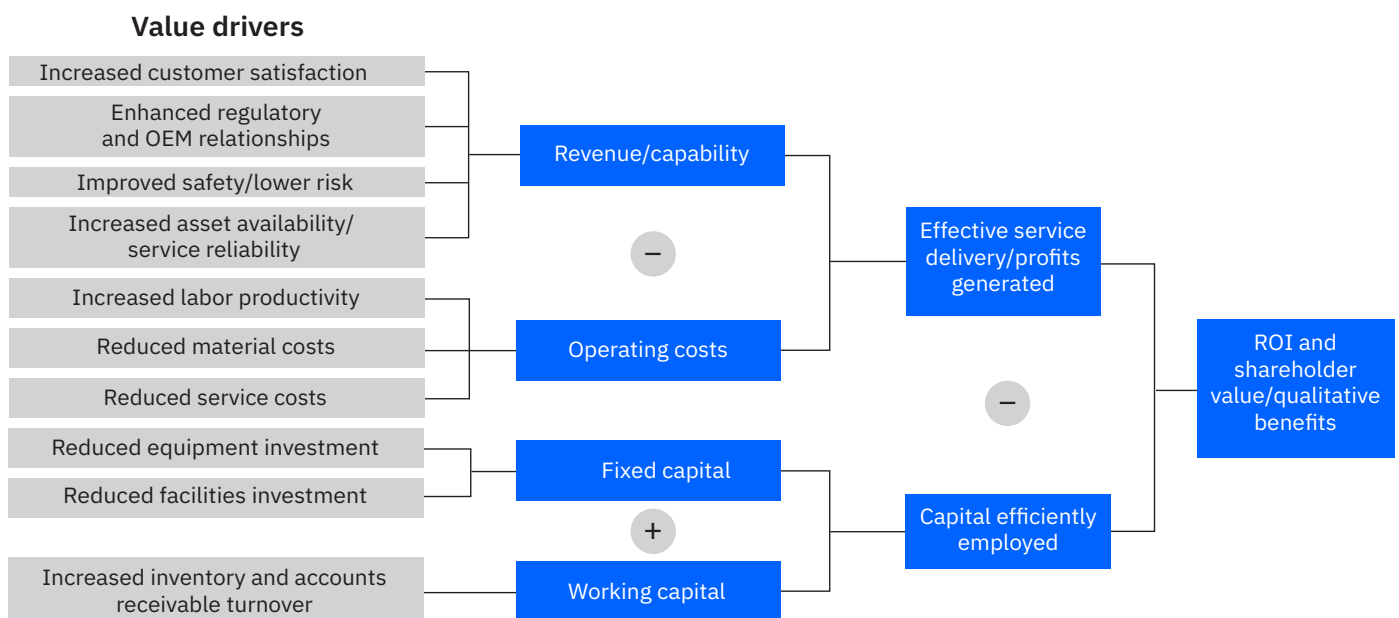 Value drivers
Increased customer satisfaction
Enhanced regulatory
and OEM relationships
Improved safety/lower risk
Increased asset availability/
service reliability
Increased labor productivity
Reduced material costs
Reduced service costs
Reduced equipment investment
Reduced facilities investment
Increased inventory and accounts
receivable turnover
Revenue/capability
−
Operating costs
Fixed capital
+
Working capital
Effective service
delivery/profits
generated
−
Capital efficiently
employed
ROI and
shareholder
value/qualitative
benefits